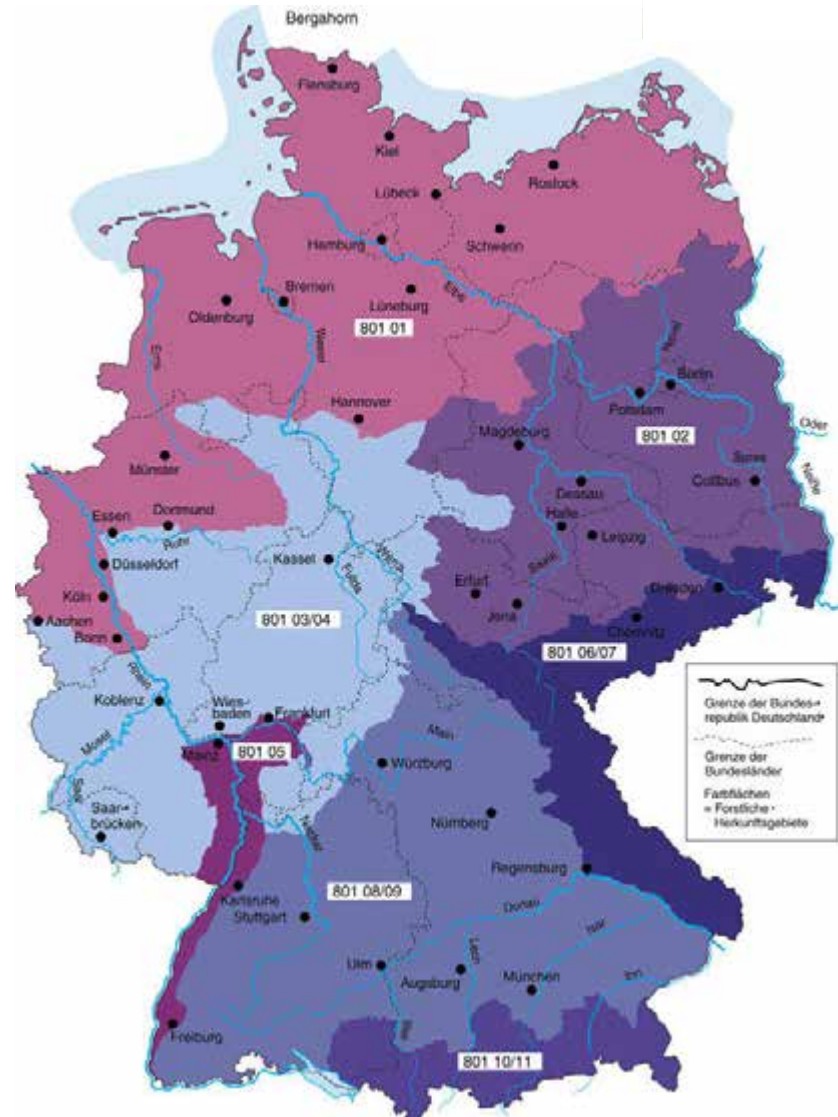 Bergahorn
Flensburg
Kiel
Rostock
Lübeck
Hamburg
Schwerin
Bremen
Lüneburg
Elbe
Oldenburg
801 01
Weser
Ems
Havel
Berlin
Hannover
Potsdam
Oder
Magdeburg
801 02
Münster
Spree
Neiße
Dessau
Cottbus
Dortmund
Essen
Halle
Ruhr
Leipzig
Düsseldorf
Kassel
Werra
Fulda
Saale
Erfurt
Dresden
Köln
Jena
Aachen
801 03/04
Chemnitz
Bonn
801 06/07
Rhein
Koblenz
Wies-
baden
Frankfurt
Mosel
Main
Mainz
801 05
Würzburg
Saar
Saar-
brücken
Nürnberg
Neckar
Regensburg
Karlsruhe
801 08/09
Stuttgart
Donau
Isar
Ulm
Lech
Augsburg
München
Inn
Iller
Freiburg
801 10/11
Grenze der Bundes-
republik Deutschland
Grenze der
Bundesländer
Farbflächen
= Forstliche
Herkunftsgebiete